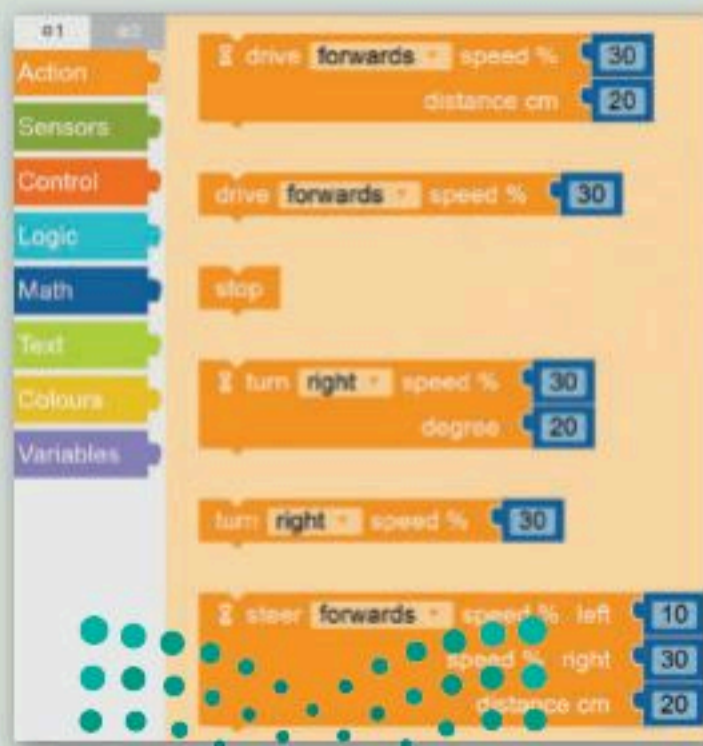 Action
Sensors
Control
Logic
Math
Text
Colours
Variables
drive forwards speed % 30
distance cm 20
drive forwards speed % 30
stop
turn right speed % 30
degree 20
turn right speed % 30
steer forwards speed % left 10
speed % right 30
distance cm 20